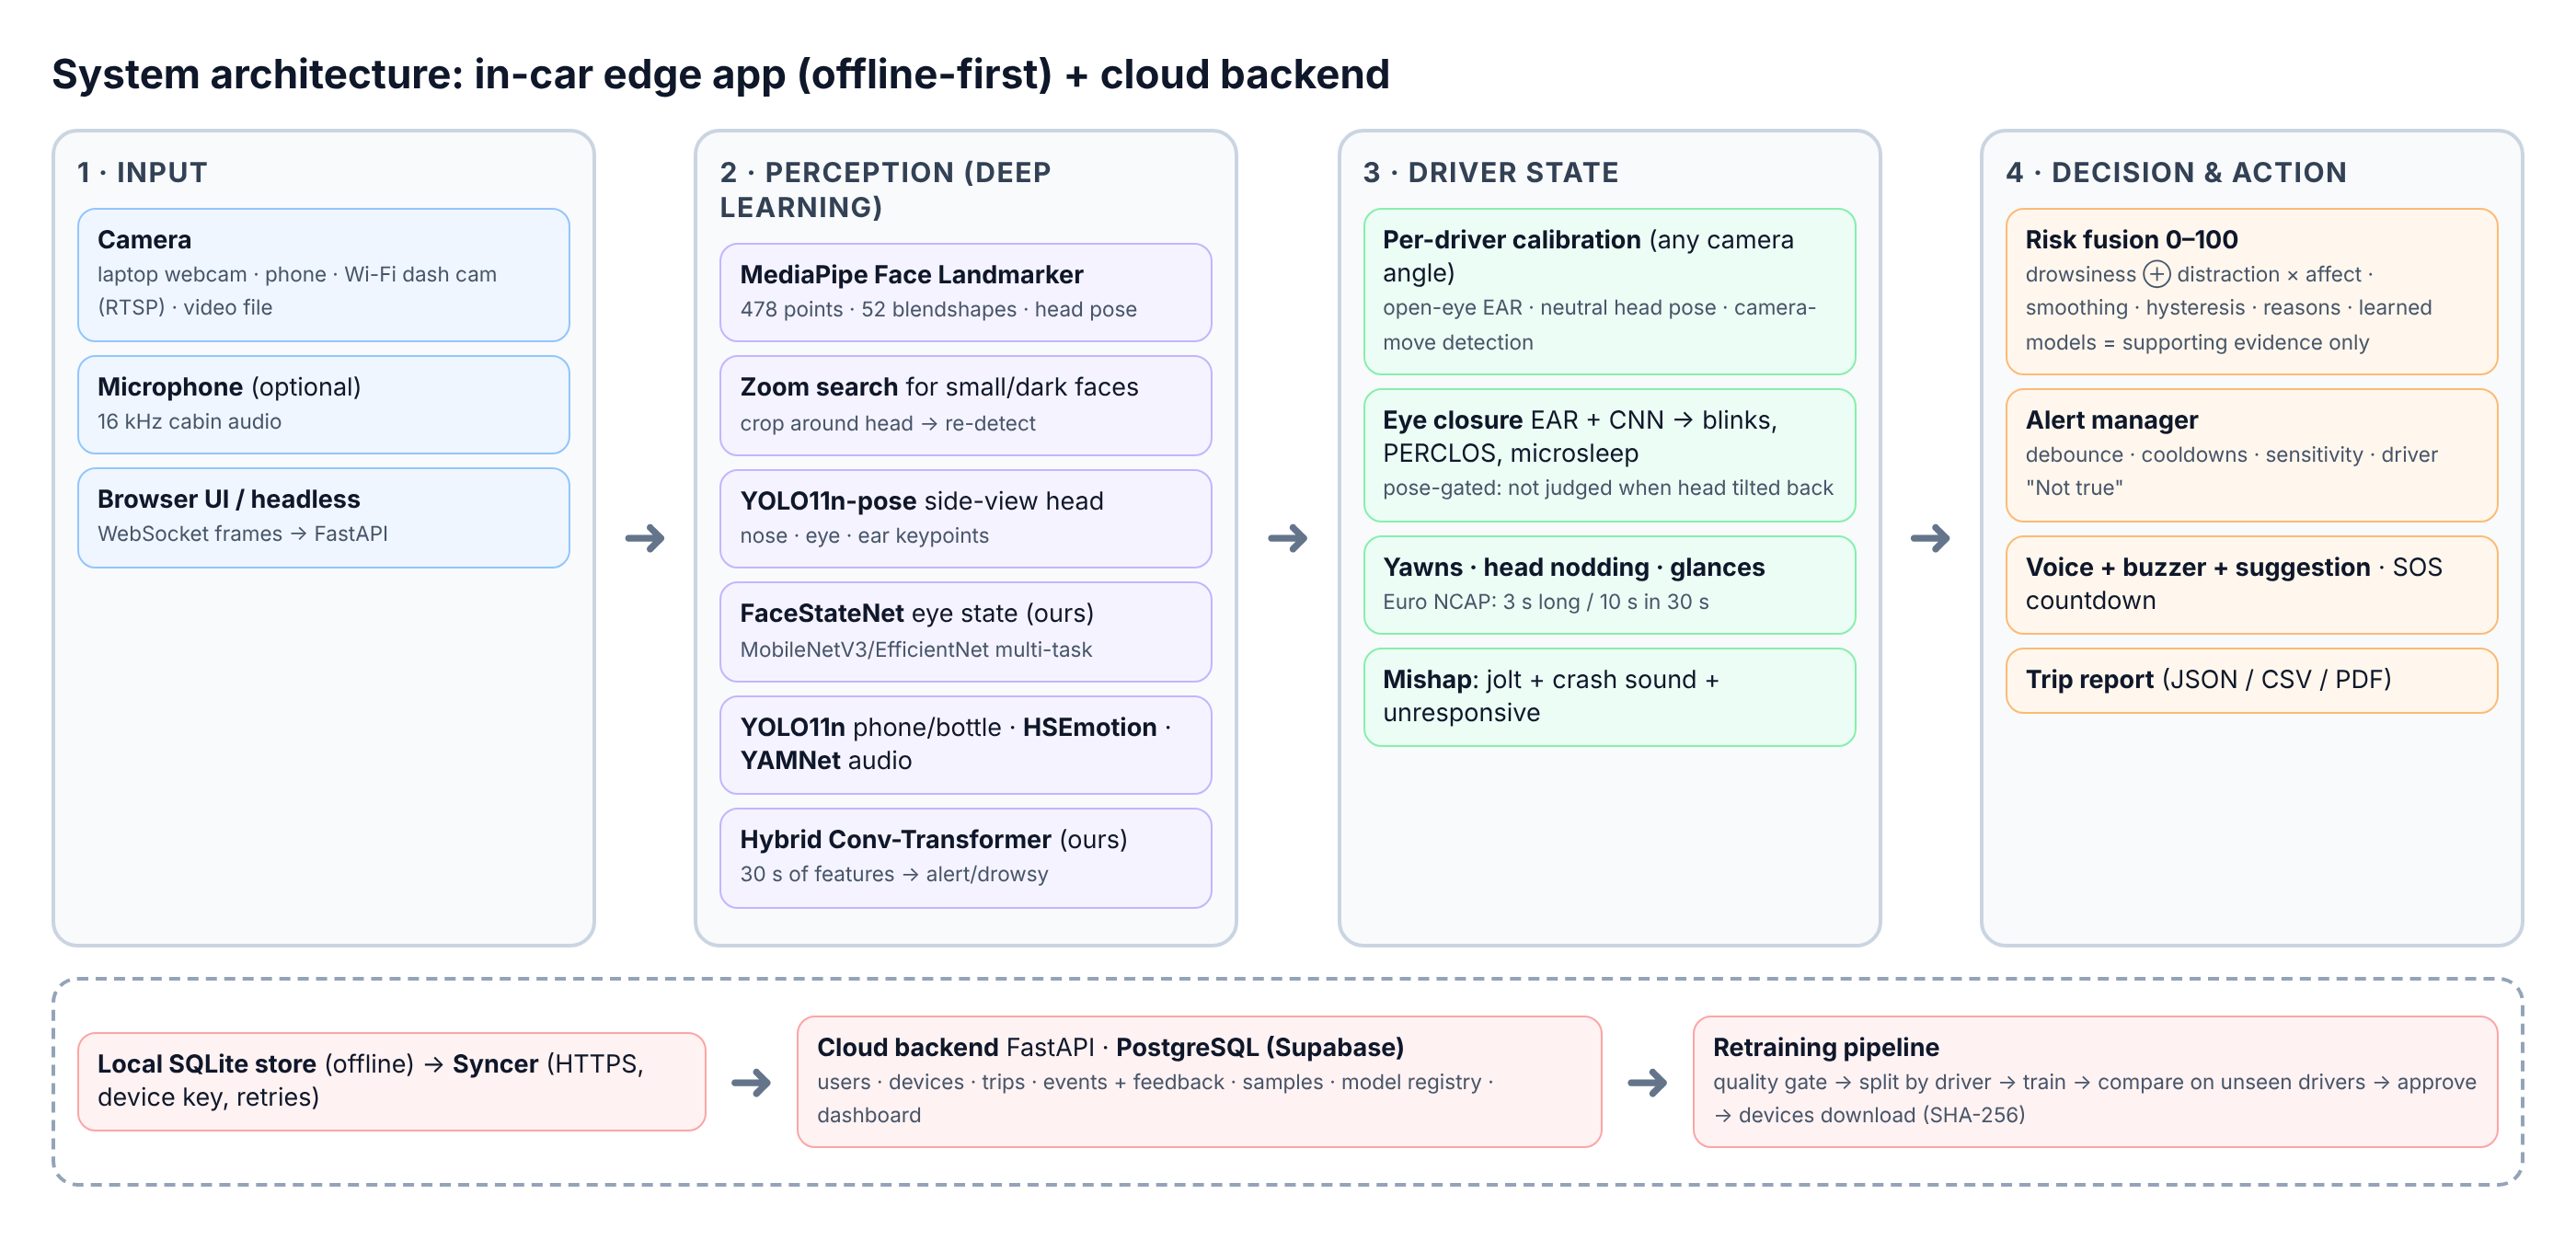 System architecture: in-car edge app (offline-first) + cloud backend
1 · INPUT
Camera
laptop webcam · phone · Wi-Fi dash cam
(RTSP) · video file
Microphone (optional)
16 kHz cabin audio
Browser UI / headless
WebSocket frames → FastAPI
➜
2 · PERCEPTION (DEEP
LEARNING)
MediaPipe Face Landmarker
478 points · 52 blendshapes · head pose
Zoom search for small/dark faces
crop around head → re-detect
YOLO11n-pose side-view head
nose · eye · ear keypoints
FaceStateNet eye state (ours)
MobileNetV3/EfficientNet multi-task
YOLO11n phone/bottle · HSEmotion ·
YAMNet audio
Hybrid Conv-Transformer (ours)
30 s of features → alert/drowsy
➜
3 · DRIVER STATE
Per-driver calibration (any camera
angle)
open-eye EAR · neutral head pose · camera-
move detection
Eye closure EAR + CNN → blinks,
PERCLOS, microsleep
pose-gated: not judged when head tilted back
Yawns · head nodding · glances
Euro NCAP: 3 s long / 10 s in 30 s
Mishap: jolt + crash sound +
unresponsive
➜
4 · DECISION & ACTION
Risk fusion 0–100
drowsiness ⊕ distraction × affect ·
smoothing · hysteresis · reasons · learned
models = supporting evidence only
Alert manager
debounce · cooldowns · sensitivity · driver
"Not true"
Voice + buzzer + suggestion · SOS
countdown
Trip report (JSON / CSV / PDF)
Local SQLite store (offline) → Syncer (HTTPS,
device key, retries)
➜
Cloud backend FastAPI · PostgreSQL (Supabase)
users · devices · trips · events + feedback · samples · model registry ·
dashboard
➜
Retraining pipeline
quality gate → split by driver → train → compare on unseen drivers → approve
→ devices download (SHA-256)